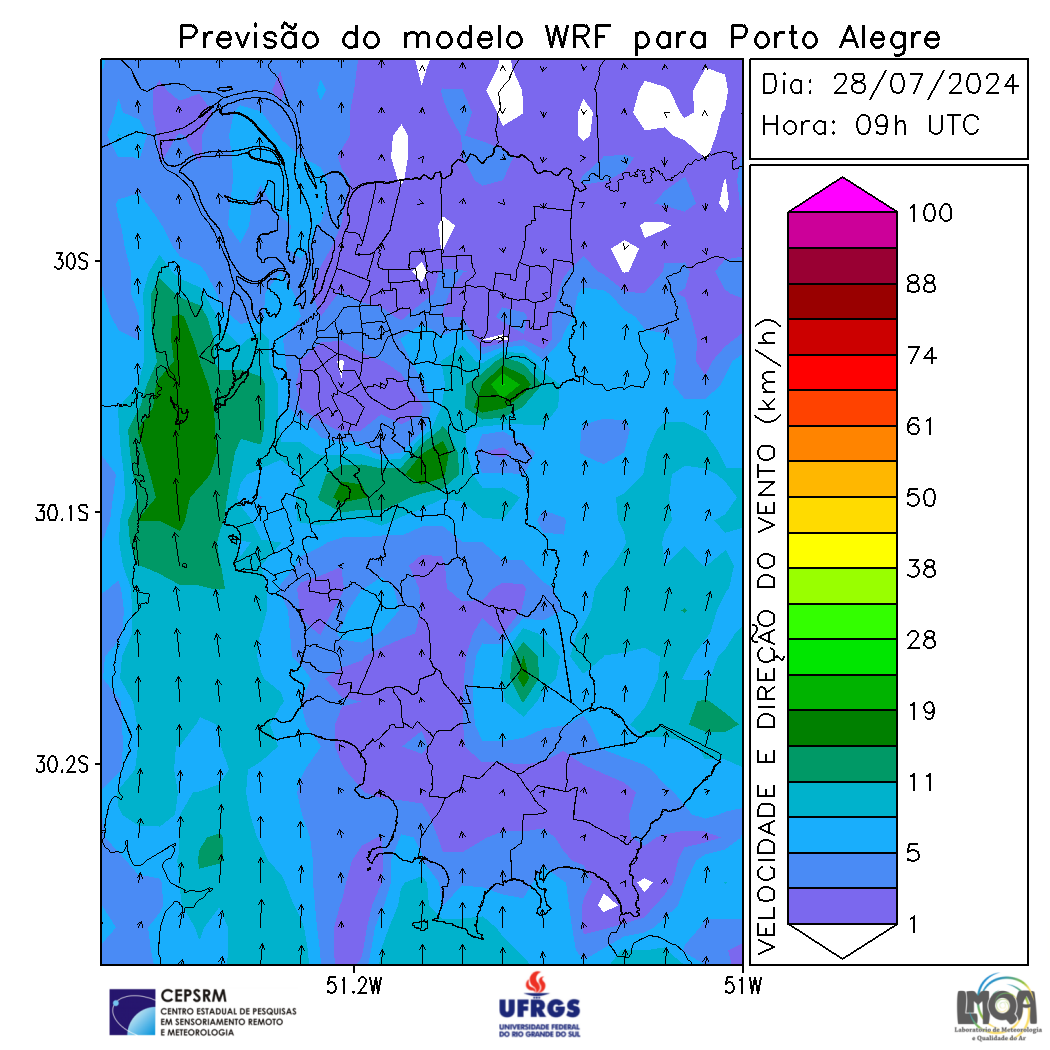 Previsão do modelo WRF para Porto Alegre
Dia: 28/07/2024
Hora: 09h UTC
30S
30.1S
30.2S
51.2W
51W
VELOCIDADE E DIREÇÃO DO VENTO (km/h)
100
88
74
61
50
38
28
19
11
5
1
CEPSRM
CENTRO ESTADUAL DE PESQUISAS
EM SENSORIAMENTO REMOTO
E METEOROLOGIA
UFRGS
UNIVERSIDADE FEDERAL
DO RIO GRANDE DO SUL
LMQA
Laboratório de Meteorologia
e Qualidade do Ar